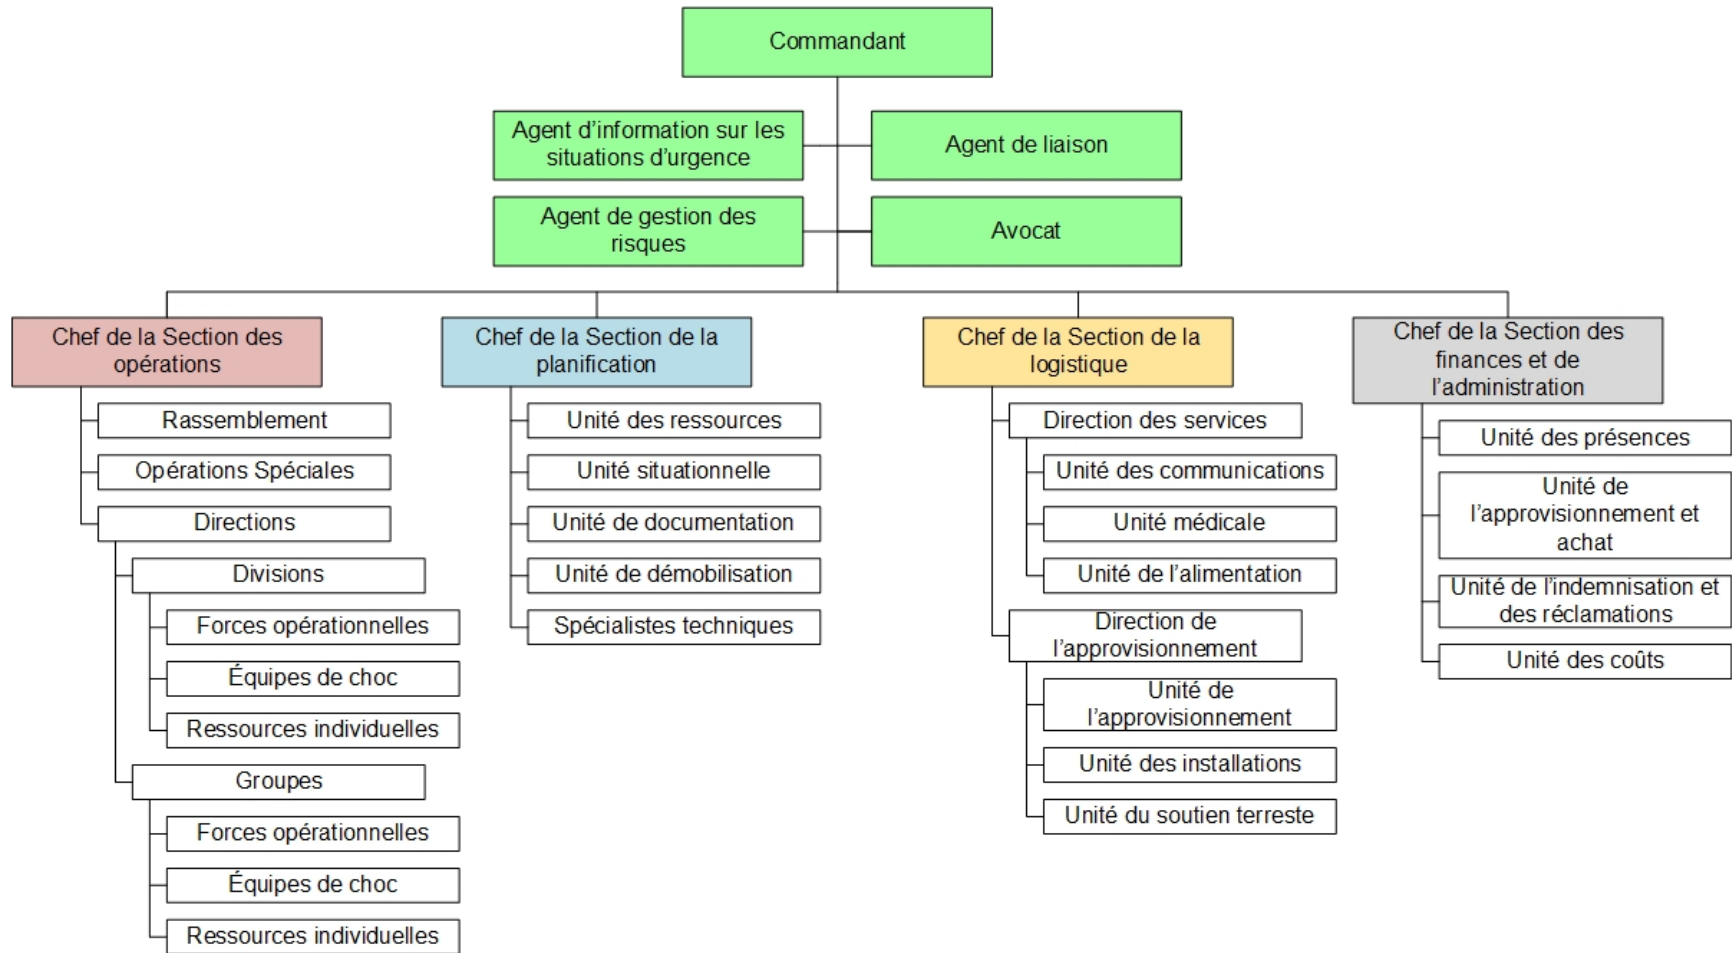 Commandant
Agent d’information sur les
situations d’urgence
Agent de liaison
Agent de gestion des
risques
Avocat
Chef de la Section des
opérations
Rassemblement
Opérations Spéciales
Directions
Divisions
Forces opérationnelles
Équipes de choc
Ressources individuelles
Groupes
Forces opérationnelles
Équipes de choc
Ressources individuelles
Chef de la Section de la
planification
Unité des ressources
Unité situationnelle
Unité de documentation
Unité de démobilisation
Spécialistes techniques
Chef de la Section de la
logistique
Direction des services
Unité des communications
Unité médicale
Unité de l’alimentation
Direction de
l’approvisionnement
Unité de
l’approvisionnement
Unité des installations
Unité du soutien terreste
Chef de la Section des
finances et de
l’administration
Unité des présences
Unité de
l’approvisionnement et
achat
Unité de l’indemnisation et
des réclamations
Unité des coûts